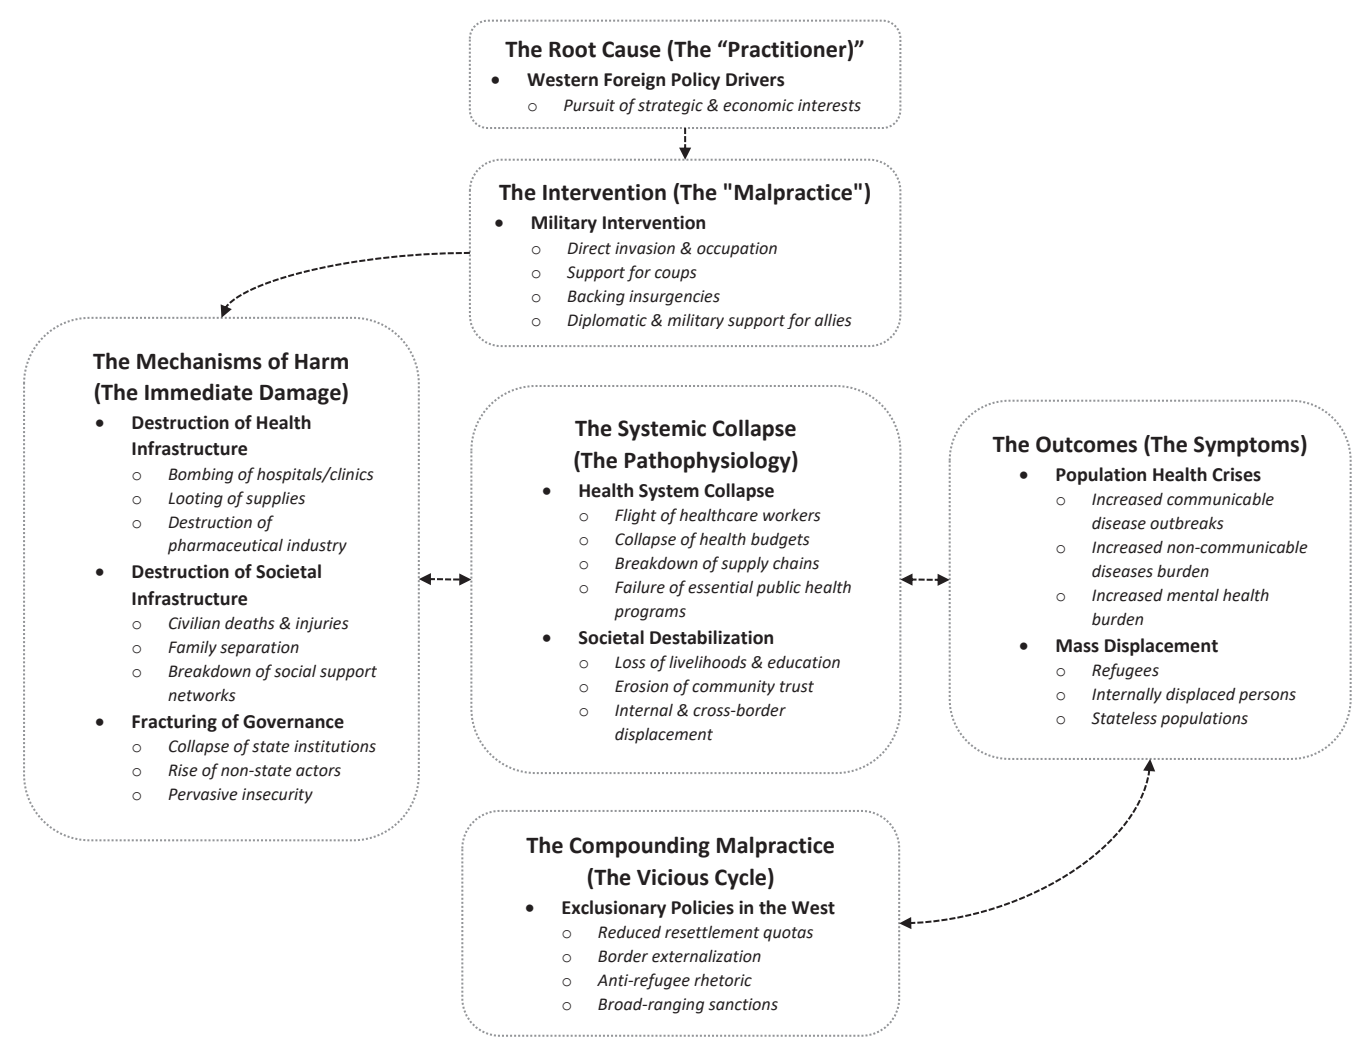 The Root Cause (The “Practitioner)”
• Western Foreign Policy Drivers
o Pursuit of strategic & economic interests
The Intervention (The "Malpractice")
• Military Intervention
o Direct invasion & occupation
o Support for coups
o Backing insurgencies
o Diplomatic & military support for allies
The Mechanisms of Harm
(The Immediate Damage)
• Destruction of Health
Infrastructure
o Bombing of hospitals/clinics
o Looting of supplies
o Destruction of
pharmaceutical industry
• Destruction of Societal
Infrastructure
o Civilian deaths & injuries
o Family separation
o Breakdown of social support
networks
• Fracturing of Governance
o Collapse of state institutions
o Rise of non-state actors
o Pervasive insecurity
The Systemic Collapse
(The Pathophysiology)
• Health System Collapse
o Flight of healthcare workers
o Collapse of health budgets
o Breakdown of supply chains
o Failure of essential public health
programs
• Societal Destabilization
o Loss of livelihoods & education
o Erosion of community trust
o Internal & cross-border
displacement
The Outcomes (The Symptoms)
• Population Health Crises
o Increased communicable
disease outbreaks
o Increased non-communicable
diseases burden
o Increased mental health
burden
• Mass Displacement
o Refugees
o Internally displaced persons
o Stateless populations
The Compounding Malpractice
(The Vicious Cycle)
• Exclusionary Policies in the West
o Reduced resettlement quotas
o Border externalization
o Anti-refugee rhetoric
o Broad-ranging sanctions